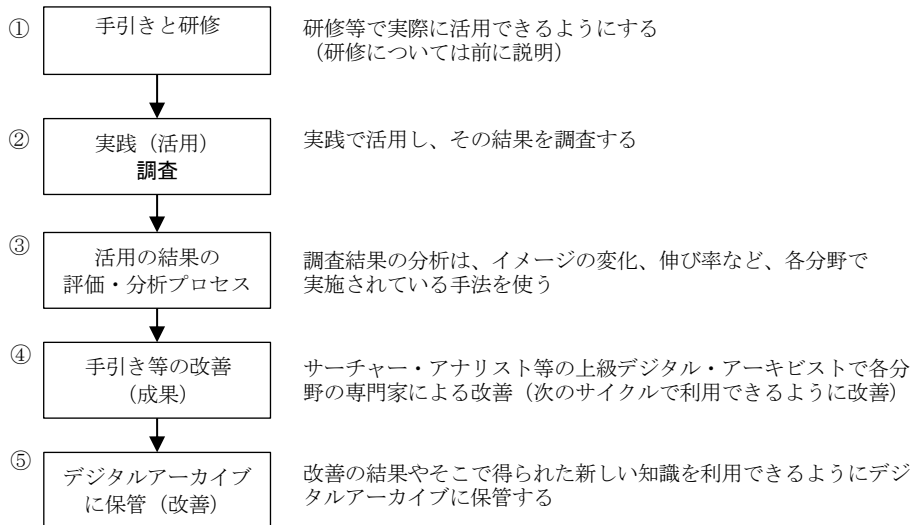 ①
手引きと研修
研修等で実際に活用できるようにする
（研修については前に説明）
②
実践（活用）
調査
実践で活用し、その結果を調査する
③
活用の結果の
評価・分析プロセス
調査結果の分析は、イメージの変化、伸び率など、各分野で
実施されている手法を使う
④
手引き等の改善
（成果）
サーチャー・アナリスト等の上級デジタル・アーキビストで各分
野の専門家による改善（次のサイクルで利用できるように改善）
⑤
デジタルアーカイブ
に保管（改善）
改善の結果やそこで得られた新しい知識を利用できるようにデジ
タルアーカイブに保管する